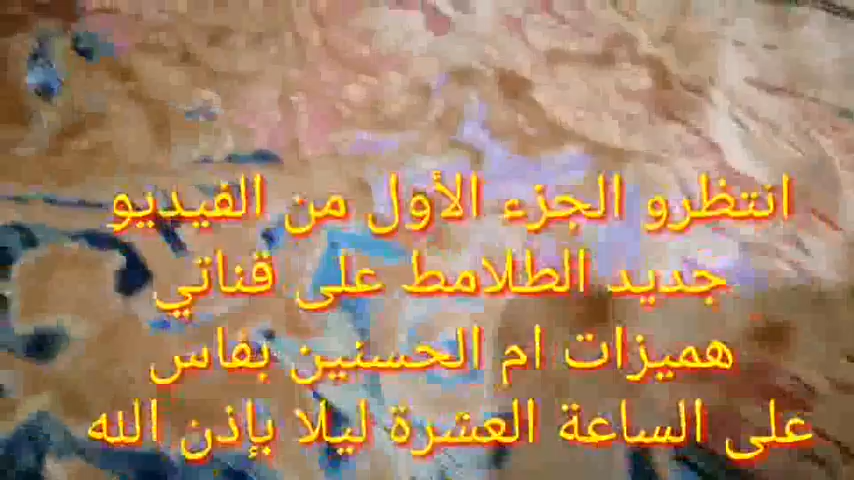 انتظرو الجزء الأول من الفيديو
جديد الطلامط على قناتي
هميزات ام الحسنين بفاس
على الساعة العشرة ليلا بإذن الله